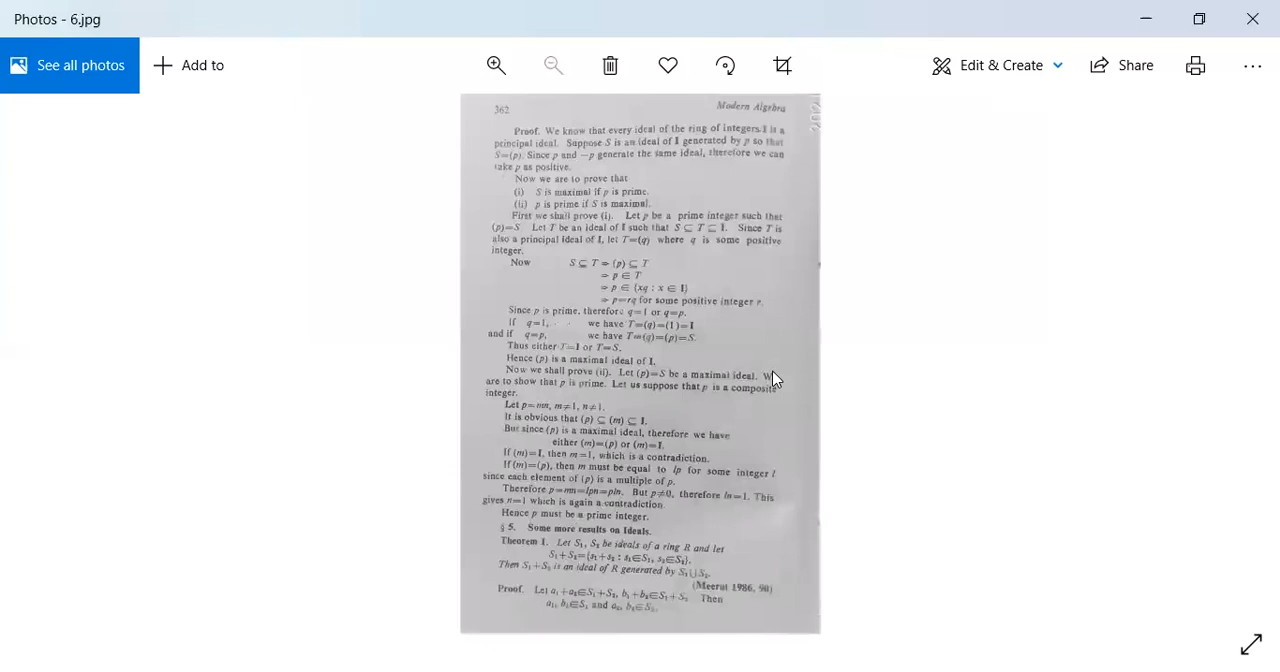 Photos - 6.jpg
See all photos
Add to
Edit & Create
Share
362
Modern Algebra
Proof. We know that every ideal of the ring of integers I is a
principal ideal. Suppose S is an ideal of I generated by p so that
S=(p). Since p and —p generate the same ideal, therefore we can
take p as positive.
Now we are to prove that
(i) S is maximal if p is prime.
(ii) p is prime if S is maximal.
First we shall prove (i). Let p be a prime integer such that
(p)=S. Let T be an ideal of I such that S ⊆ T ⊆ I. Since T is
also a principal ideal of I, let T=(q) where q is some positive
integer.
Now S ⊆ T ⇒ (p) ⊆ T
⇒ p ∈ T
⇒ p ∈ {xq : x ∈ I}
⇒ p=rq for some positive integer r.
Since p is prime, therefore q=1 or q=p.
If q=1, we have T=(q)=(1)=I
and if q=p, we have T=(q)=(p)=S.
Thus either T=I or T=S.
Hence (p) is a maximal ideal of I.
Now we shall prove (ii). Let (p)=S be a maximal ideal. W
are to show that p is prime. Let us suppose that p is a composite
integer.
Let p=mn, m≠1, n≠1.
It is obvious that (p) ⊆ (m) ⊆ I.
But since (p) is a maximal ideal, therefore we have
either (m)=(p) or (m)=I.
If (m)=I, then m=1, which is a contradiction.
If (m)=(p), then m must be equal to lp for some integer l
since each element of (p) is a multiple of p.
Therefore p=mn=lpn=pln. But p≠0, therefore ln=1. This
gives n=1 which is again a contradiction.
Hence p must be a prime integer.
§ 5. Some more results on Ideals.
Theorem 1. Let S₁, S₂ be ideals of a ring R and let
S₁+S₂={s₁+s₂ : s₁∈S₁, s₂∈S₂}.
Then S₁+S₂ is an ideal of R generated by S₁∪S₂.
(Meerut 1986, 90)
Proof. Let a₁+a₂∈S₁+S₂, b₁+b₂∈S₁+S₂ Then
a₁, b₁∈S₁ and a₂, b₂∈S₂.